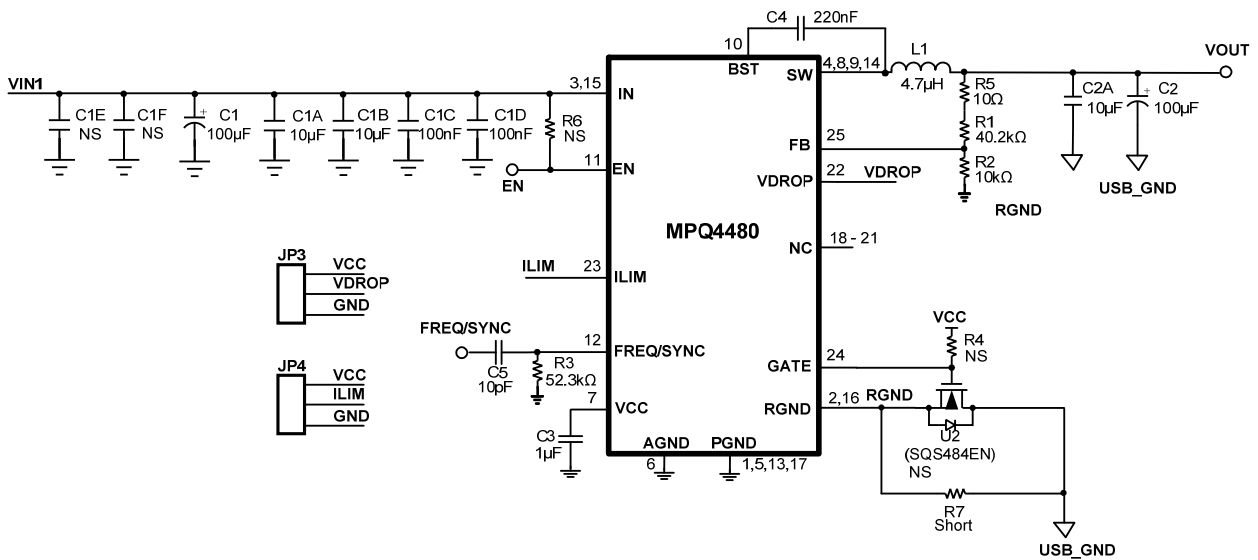 C4
220nF
10
BST
L1
4.7µH
4,8,9,14
SW
VOUT
VIN1
3,15
IN
C1E
NS
C1F
NS
C1
+
100µF
C1A
10µF
C1B
10µF
C1C
100nF
C1D
100nF
R6
NS
R5
10Ω
C2A
10µF
C2
+
100µF
R1
40.2kΩ
25
FB
11
EN
EN
R2
10kΩ
22
VDROP
VDROP
USB_GND
RGND
MPQ4480
18 - 21
NC
JP3
VCC
VDROP
GND
ILIM
23
ILIM
FREQ/SYNC
12
FREQ/SYNC
C5
10pF
R3
52.3kΩ
VCC
R4
NS
24
GATE
JP4
VCC
ILIM
GND
7
VCC
2,16
RGND
RGND
C3
1µF
U2
(SQS484EN)
NS
AGND
PGND
6
1,5,13,17
R7
Short
USB_GND